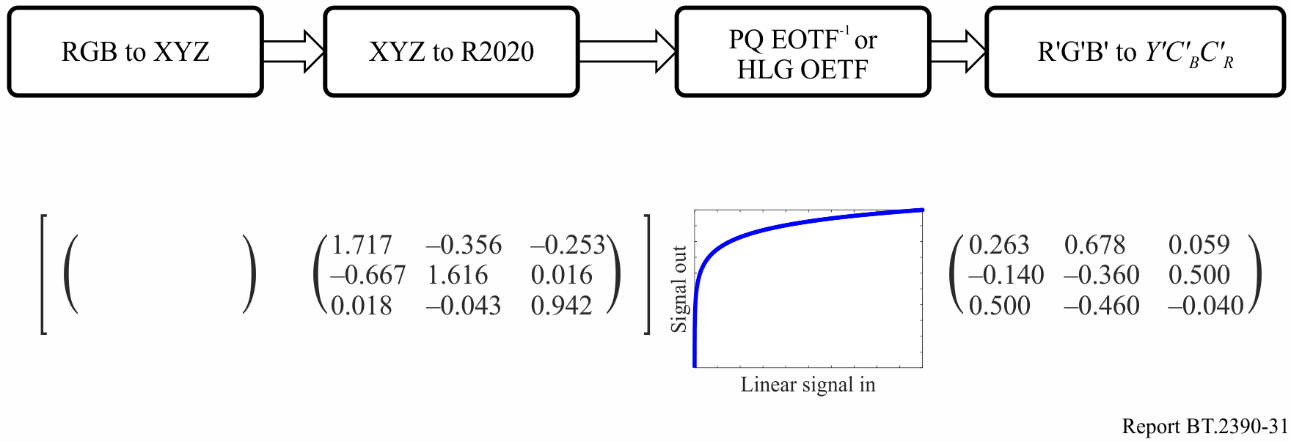 RGB to XYZ
XYZ to R2020
PQ EOTF⁻¹ or
HLG OETF
R'G'B' to Y'C'_BC'_R
1.717 –0.356 –0.253
–0.667 1.616 0.016
0.018 –0.043 0.942
Signal out
Linear signal in
0.263 0.678 0.059
–0.140 –0.360 0.500
0.500 –0.460 –0.040
Report BT.2390-31